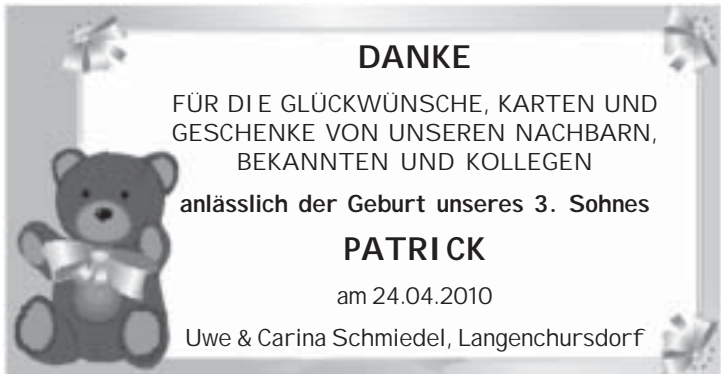 DANKE
FÜR DIE GLÜCKWÜNSCHE, KARTEN UND
GESCHENKE VON UNSEREN NACHBARN,
BEKANNTEN UND KOLLEGEN
anlässlich der Geburt unseres 3. Sohnes
PATRICK
am 24.04.2010
Uwe & Carina Schmiedel, Langenchursdorf